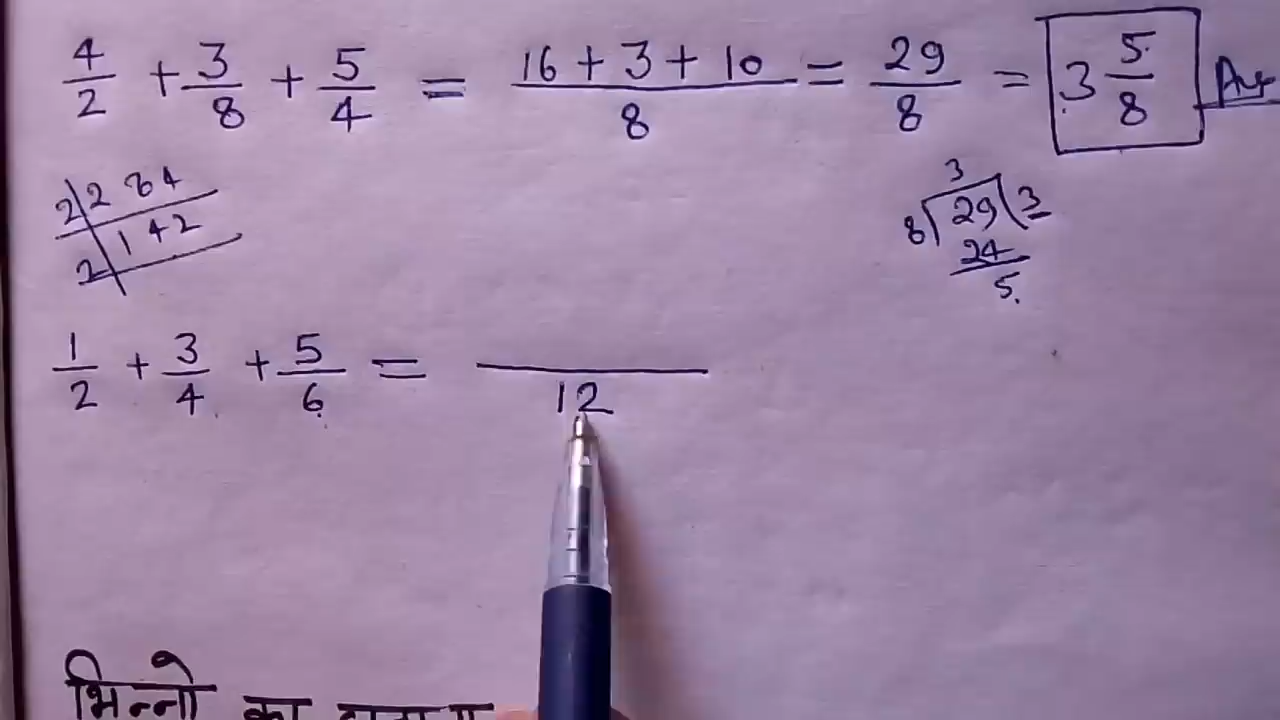 4/2 + 3/8 + 5/4 = (16 + 3 + 10)/8 = 29/8 = 3 5/8 Ans
2 | 2 8 4
2 | 1 4 2
3
8 ) 29 ( 3
24
5
1/2 + 3/4 + 5/6 = /12
भिन्नो का